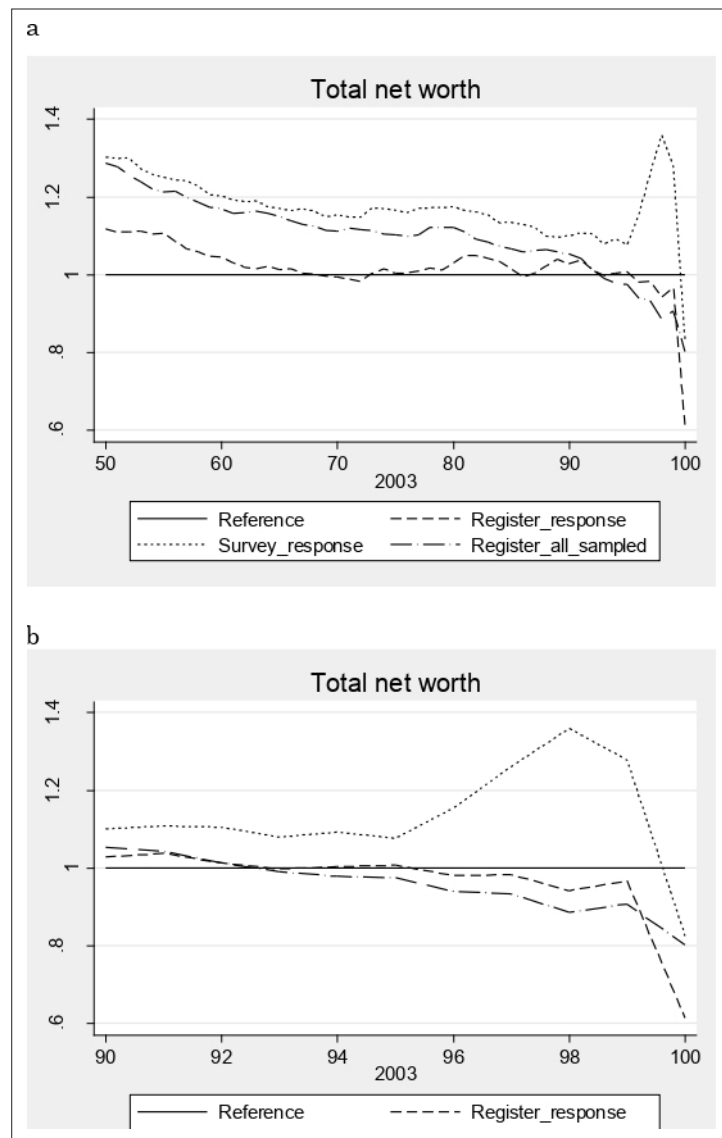 a
Total net worth
1.4
1.2
1
.8
.6
50 60 70 80 90 100
2003
Reference Register_response
Survey_response Register_all_sampled
b
Total net worth
1.4
1.2
1
.8
.6
90 92 94 96 98 100
2003
Reference Register_response